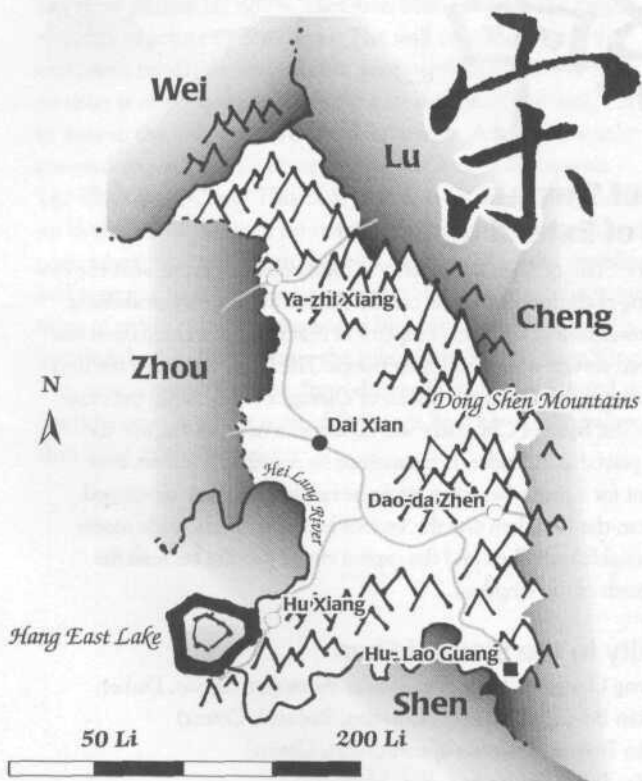 Wei
宋
Lu
Ya-zhi Xiang
Cheng
Zhou
N
Dong Shen Mountains
Dai Xian
Hei Lung River
Dao-da Zhen
Hu Xiang
Hang East Lake
Hu-Lao Guang
Shen
50 Li
200 Li